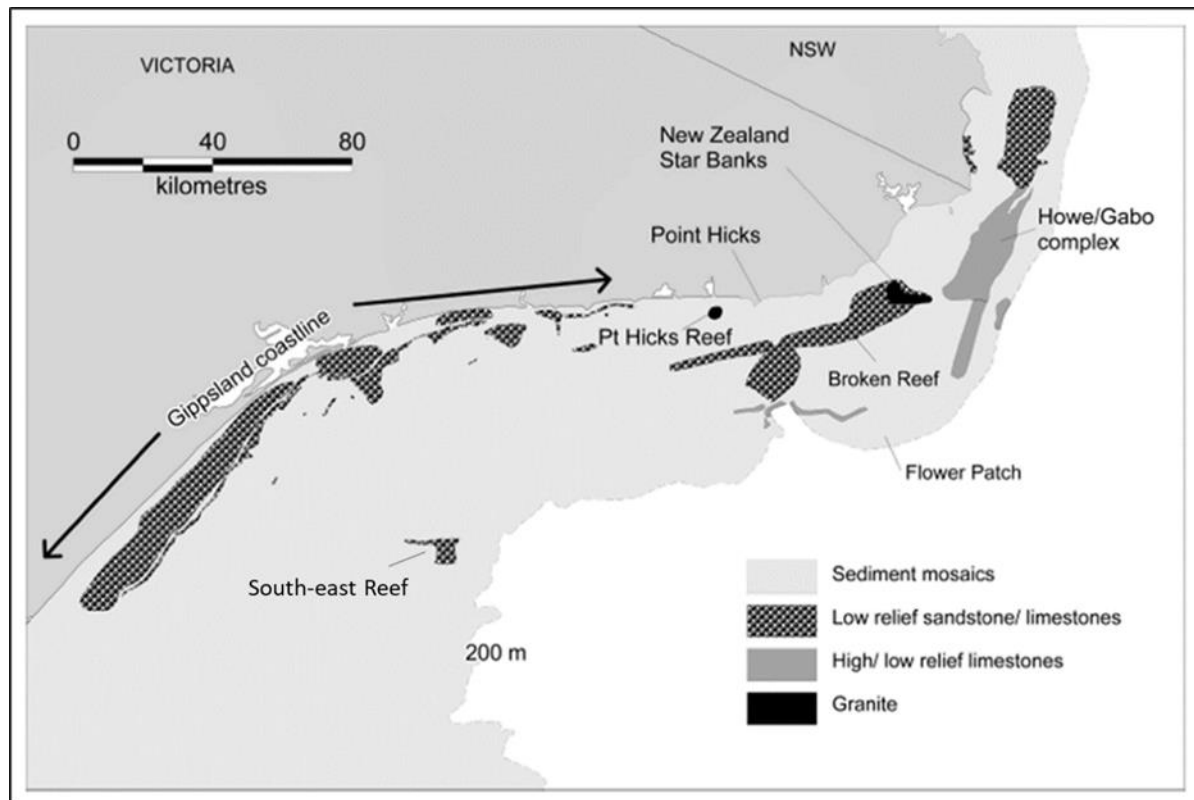 VICTORIA
NSW
0 40 80
kilometres
New Zealand
Star Banks
Howe/Gabo
complex
Point Hicks
Gippsland coastline
Pt Hicks Reef
Broken Reef
Flower Patch
South-east Reef
200 m
Sediment mosaics
Low relief sandstone/ limestones
High/ low relief limestones
Granite